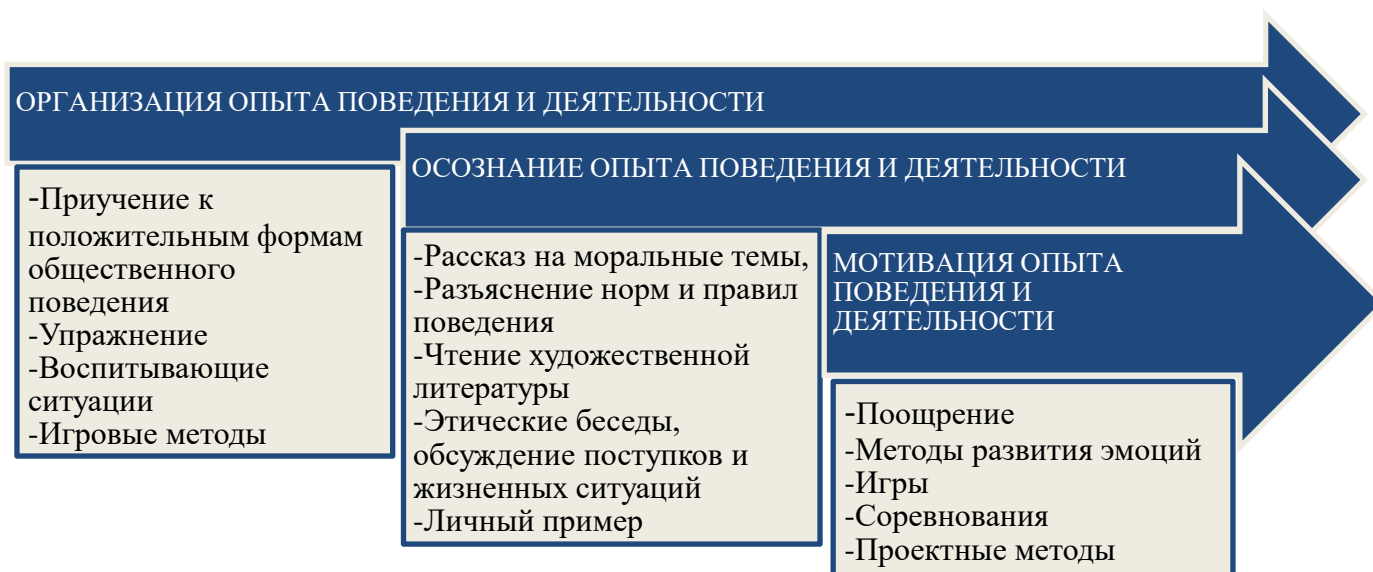 ОРГАНИЗАЦИЯ ОПЫТА ПОВЕДЕНИЯ И ДЕЯТЕЛЬНОСТИ
-Приучение к
положительным формам
общественного
поведения
-Упражнение
-Воспитывающие
ситуации
-Игровые методы
ОСОЗНАНИЕ ОПЫТА ПОВЕДЕНИЯ И ДЕЯТЕЛЬНОСТИ
-Рассказ на моральные темы,
-Разъяснение норм и правил
поведения
-Чтение художественной
литературы
-Этические беседы,
обсуждение поступков и
жизненных ситуаций
-Личный пример
МОТИВАЦИЯ ОПЫТА
ПОВЕДЕНИЯ И
ДЕЯТЕЛЬНОСТИ
-Поощрение
-Методы развития эмоций
-Игры
-Соревнования
-Проектные методы